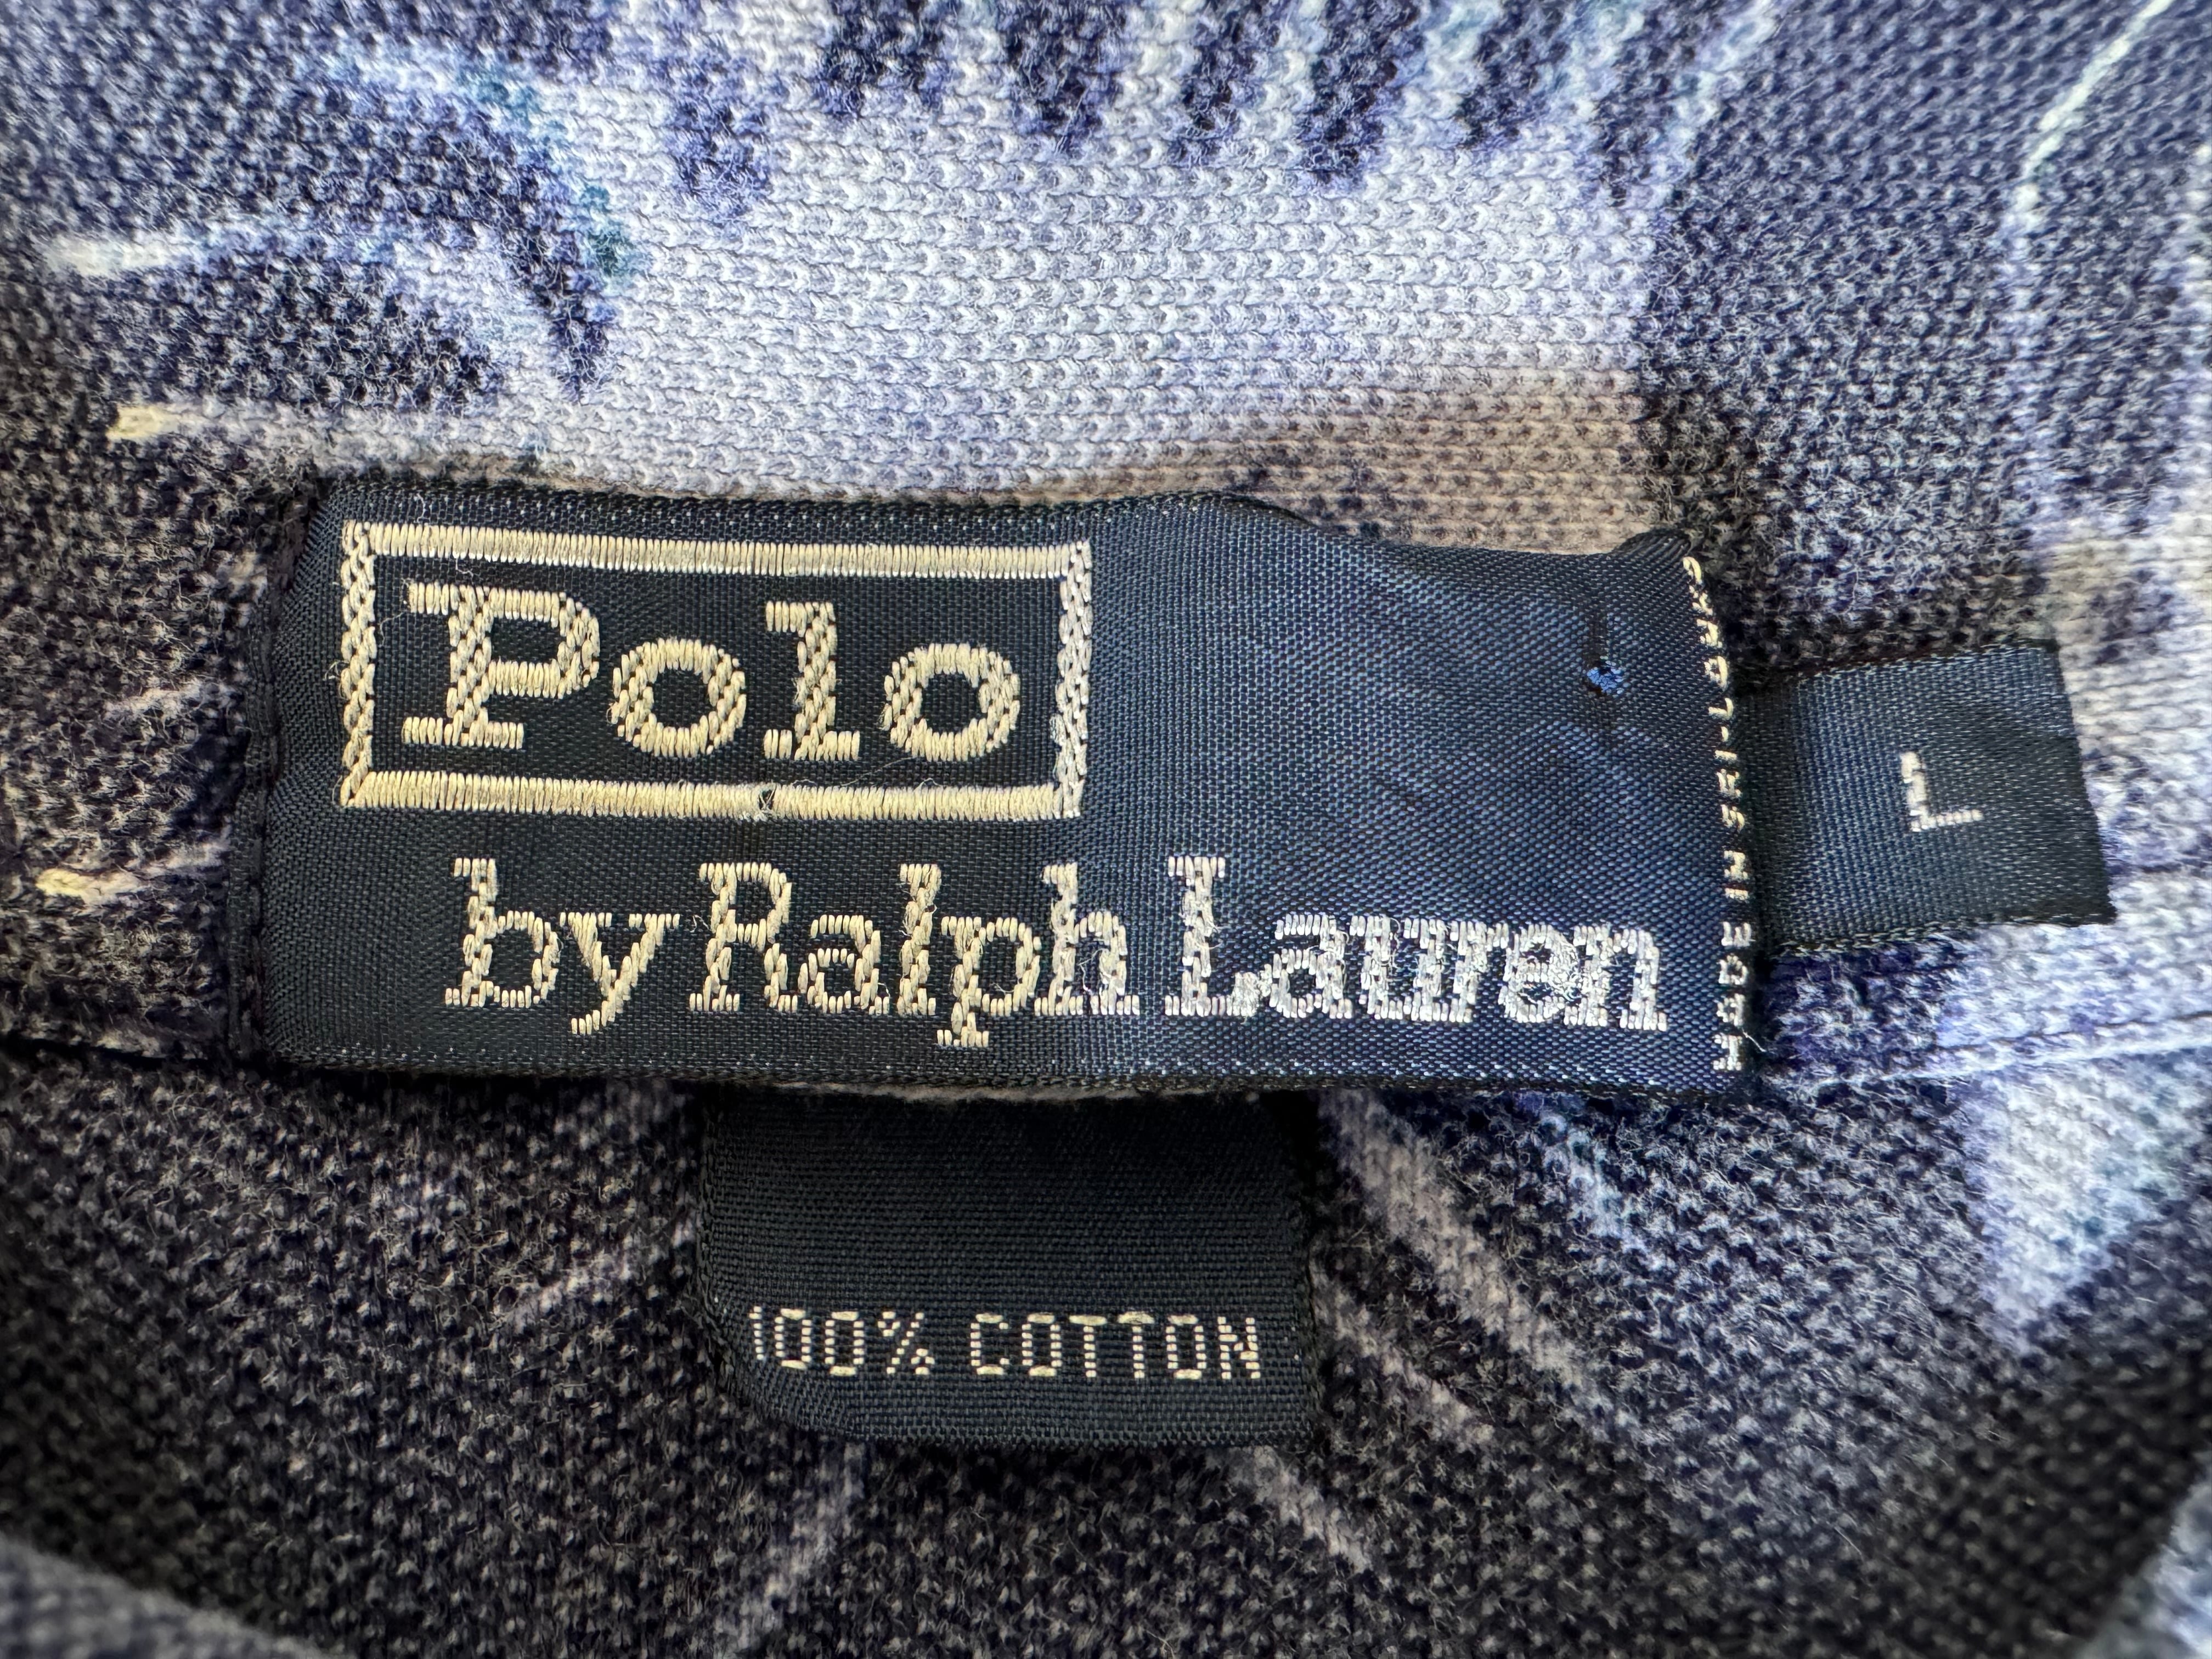 Polo
by Ralph Lauren
MADE IN SRI-LANKA
L
100% COTTON